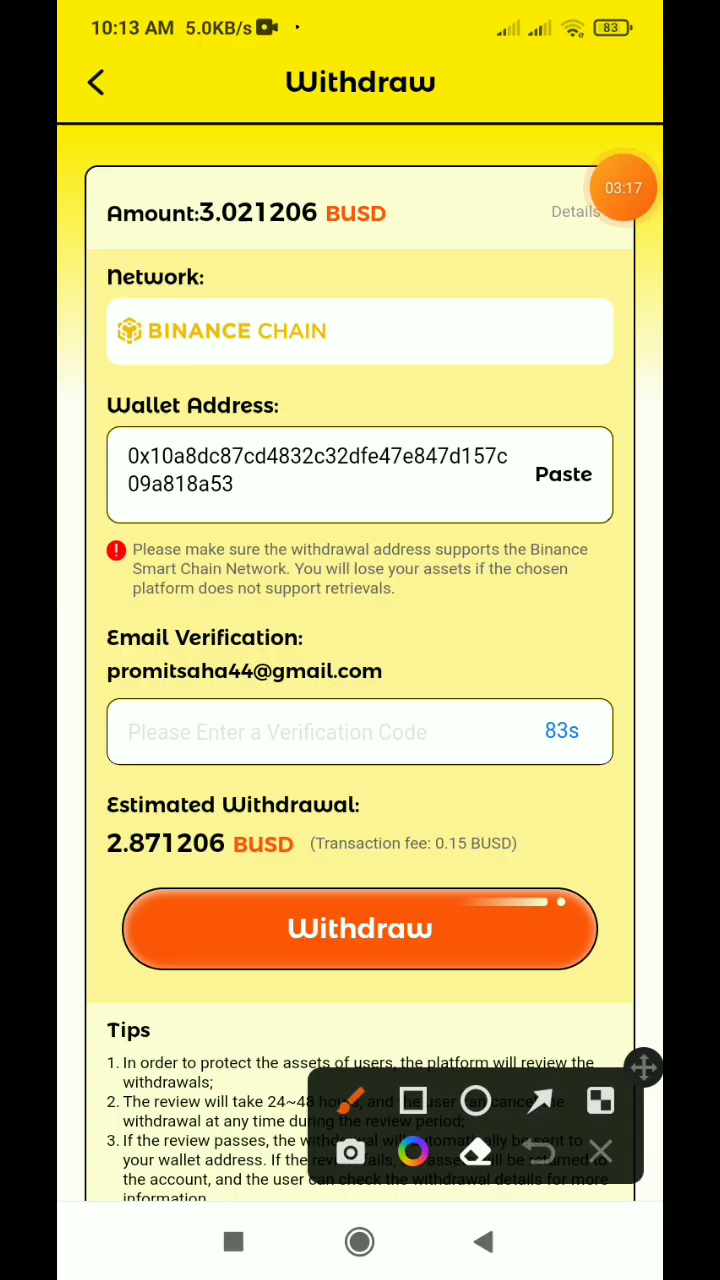 10:13 AM 5.0KB/s
83
Withdraw
03:17
Amount:3.021206 BUSD
Details
Network:
BINANCE CHAIN
Wallet Address:
0x10a8dc87cd4832c32dfe47e847d157c
09a818a53
Paste
Please make sure the withdrawal address supports the Binance
Smart Chain Network. You will lose your assets if the chosen
platform does not support retrievals.
Email Verification:
promitsaha44@gmail.com
Please Enter a Verification Code
83s
Estimated Withdrawal:
2.871206 BUSD (Transaction fee: 0.15 BUSD)
Withdraw
Tips
1. In order to protect the assets of users, the platform will review the
withdrawals;
2. The review will take 24~48 hours, and the user can cancel the
withdrawal at any time during the review period;
3. If the review passes, the withdrawal will automatically be sent to
your wallet address. If the review fails, the assets will be returned to
the account, and the user can check the withdrawal details for more
information